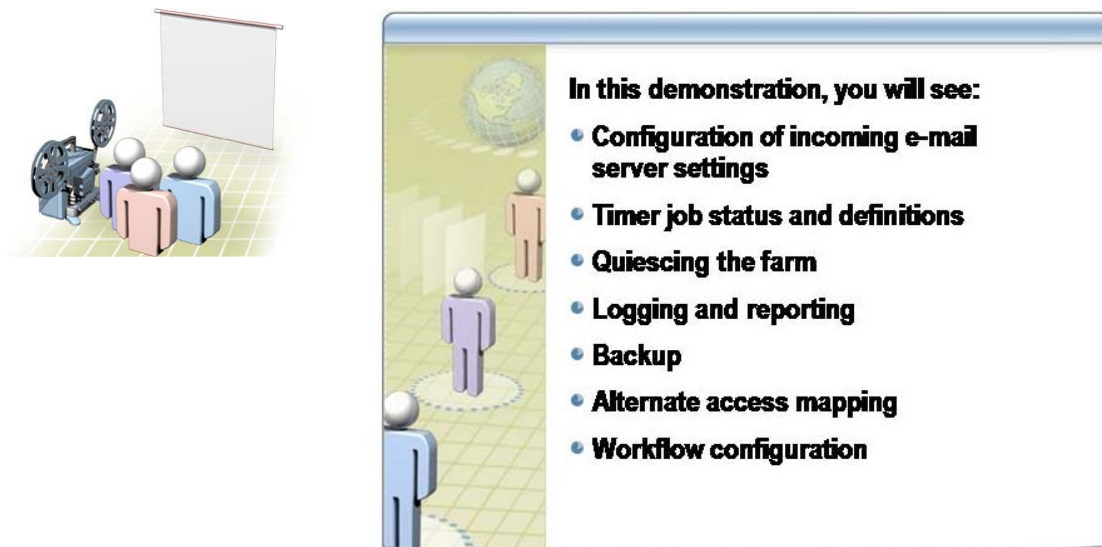 In this demonstration, you will see:
Configuration of incoming e-mail
server settings
Timer job status and definitions
Quiescing the farm
Logging and reporting
Backup
Alternate access mapping
Workflow configuration